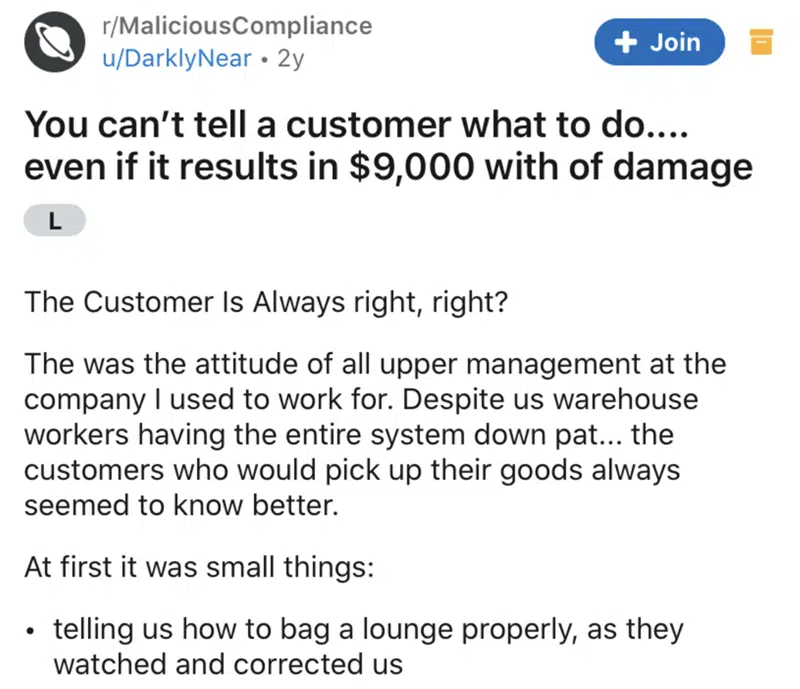 r/MaliciousCompliance
u/DarklyNear • 2y
+ Join
You can't tell a customer what to do....
even if it results in $9,000 with of damage
L
The Customer Is Always right, right?
The was the attitude of all upper management at the
company I used to work for. Despite us warehouse
workers having the entire system down pat... the
customers who would pick up their goods always
seemed to know better.
At first it was small things:
• telling us how to bag a lounge properly, as they
watched and corrected us